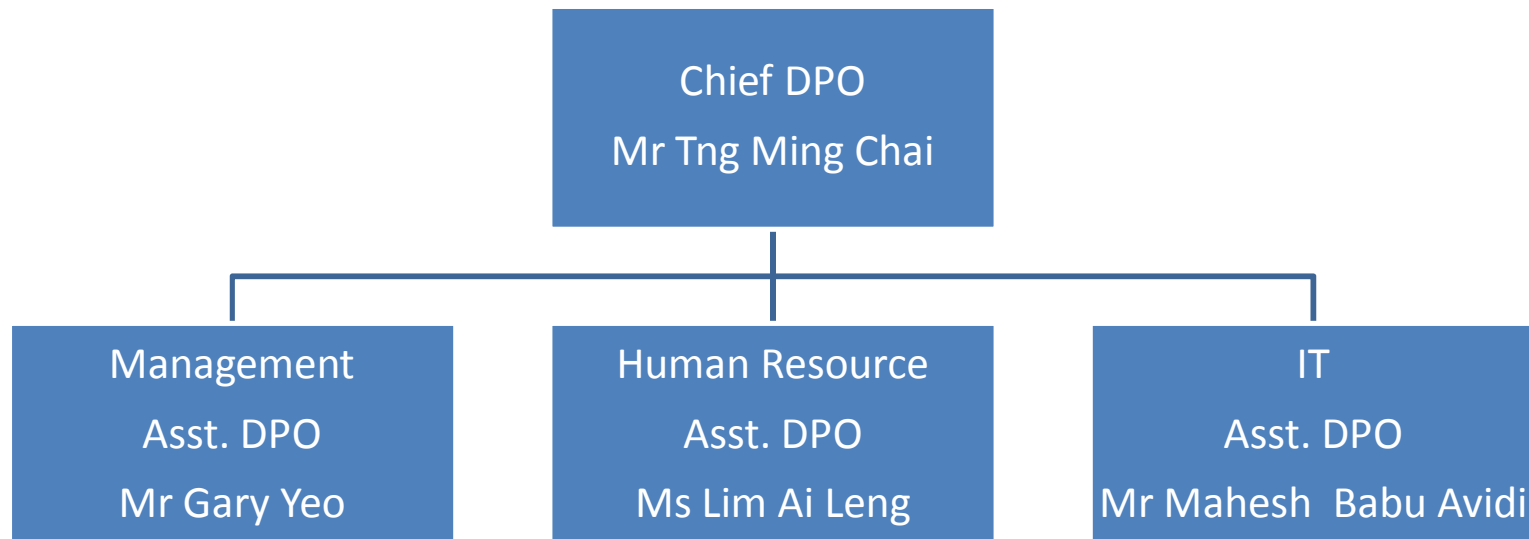 Chief DPO
Mr Tng Ming Chai
Management
Asst. DPO
Mr Gary Yeo
Human Resource
Asst. DPO
Ms Lim Ai Leng
IT
Asst. DPO
Mr Mahesh  Babu Avidi